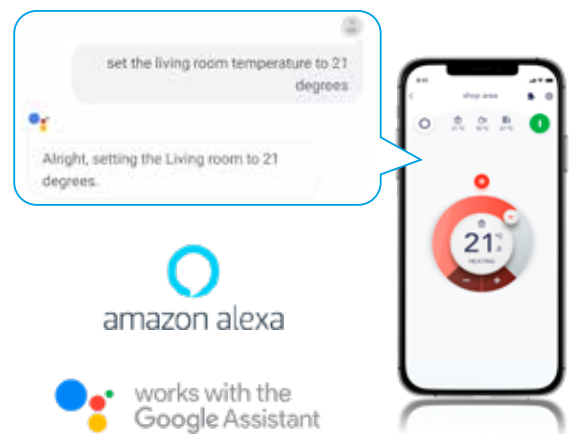 set the living room temperature to 21
degrees
Alright, setting the Living room to 21
degrees.
shop area
21 °C
HEATING
- +
amazon alexa
works with the
Google Assistant